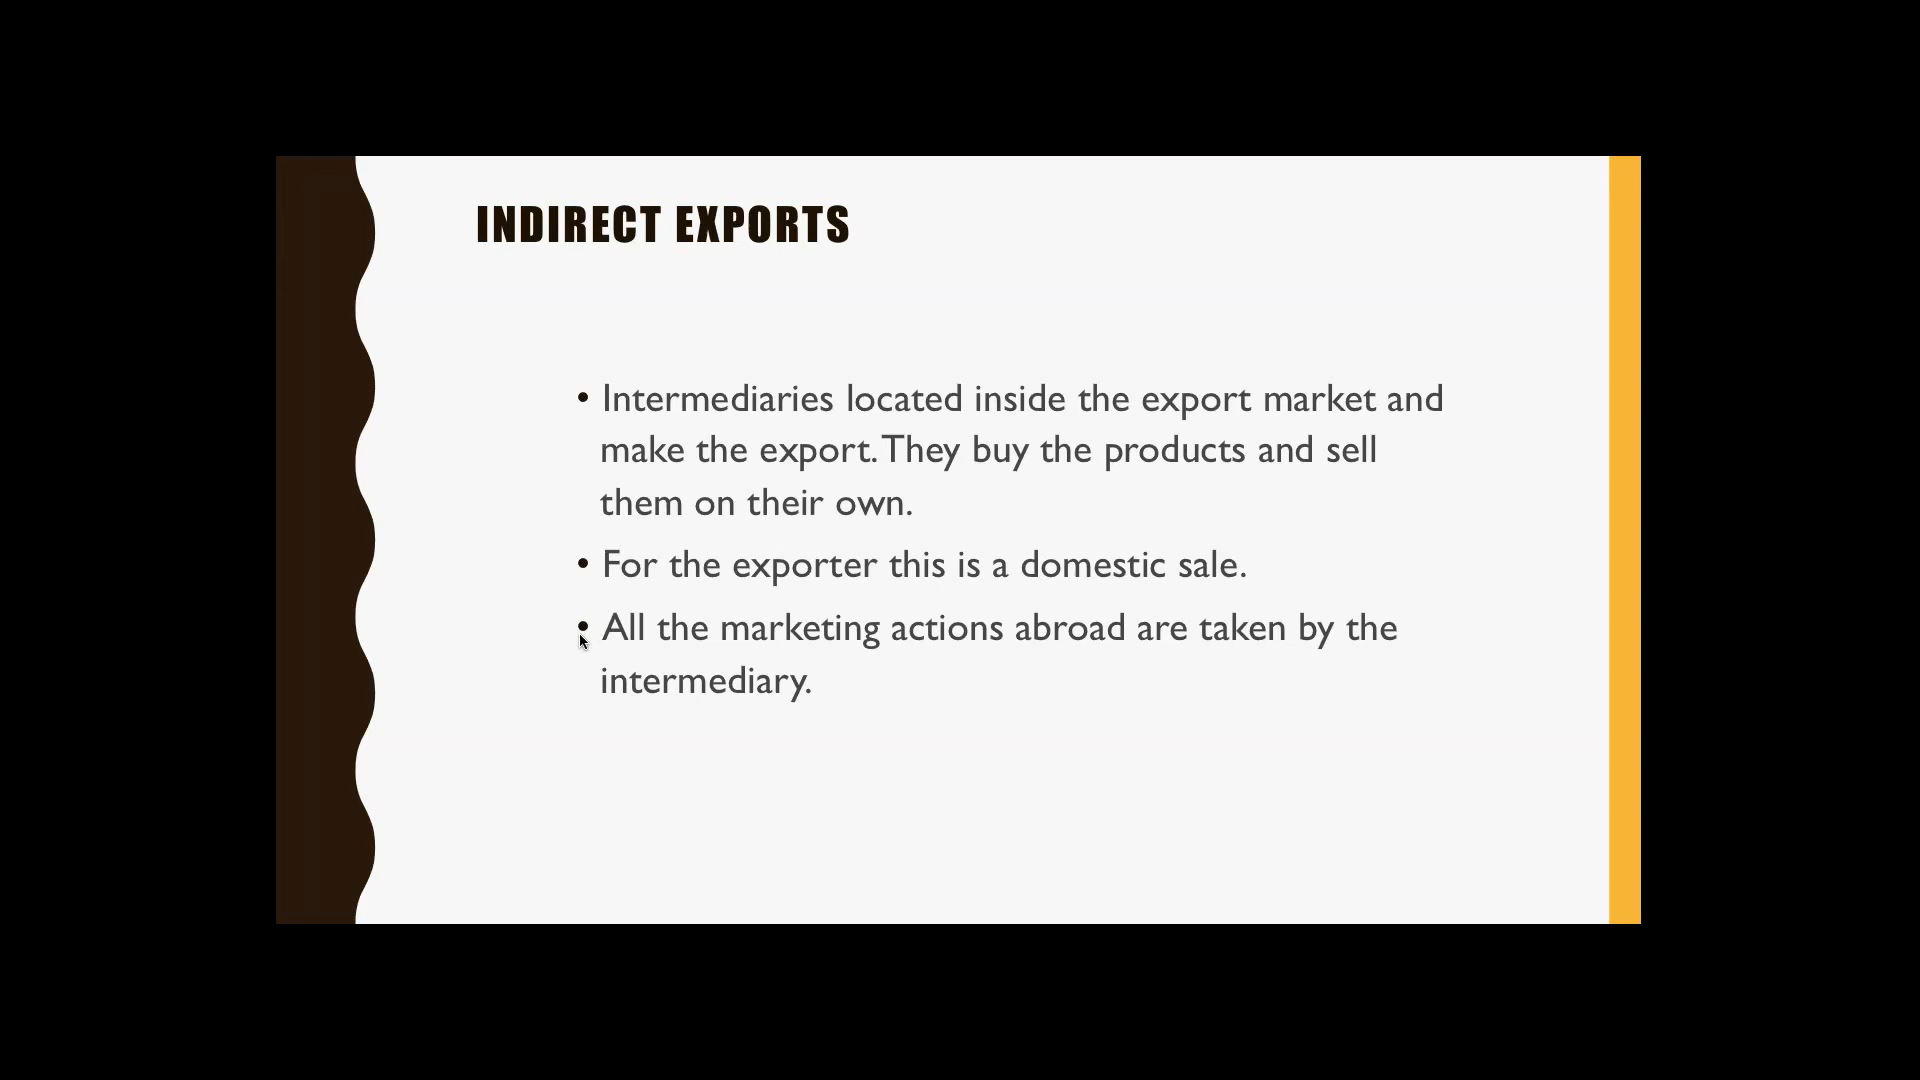 INDIRECT EXPORTS
• Intermediaries located inside the export market and
make the export. They buy the products and sell
them on their own.
• For the exporter this is a domestic sale.
• All the marketing actions abroad are taken by the
intermediary.